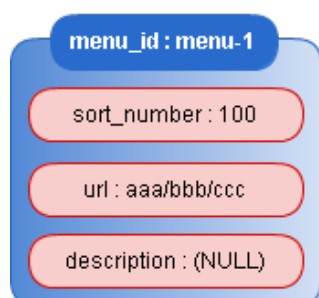 menu_id : menu-1
sort_number : 100
url : aaa/bbb/ccc
description : (NULL)